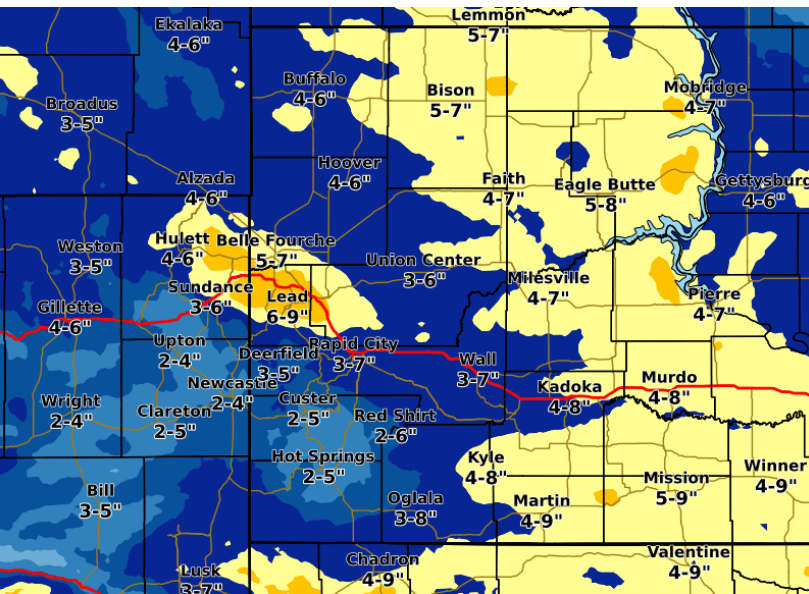 Ekalaka
4-6"
Lemmon
5-7"
Buffalo
4-6"
Bison
5-7"
Mobridge
4-7"
Broadus
3-5"
Hoover
4-6"
Alzada
4-6"
Faith
4-7"
Eagle Butte
5-8"
Gettysburg
4-6"
Weston
3-5"
Hulett
4-6"
Belle Fourche
5-7"
Union Center
3-6"
Milesville
4-7"
Sundance
3-6"
Lead
6-9"
Pierre
4-7"
Gillette
4-6"
Upton
2-4"
Deerfield
3-5"
Rapid City
3-7"
Wall
3-7"
Newcastle
2-4"
Kadoka
4-8"
Murdo
4-8"
Wright
2-4"
Clareton
2-5"
Custer
2-5"
Red Shirt
2-6"
Hot Springs
2-5"
Kyle
4-8"
Mission
5-9"
Winner
4-9"
Bill
3-5"
Oglala
3-8"
Martin
4-9"
Lusk
3-7"
Chadron
4-9"
Valentine
4-9"